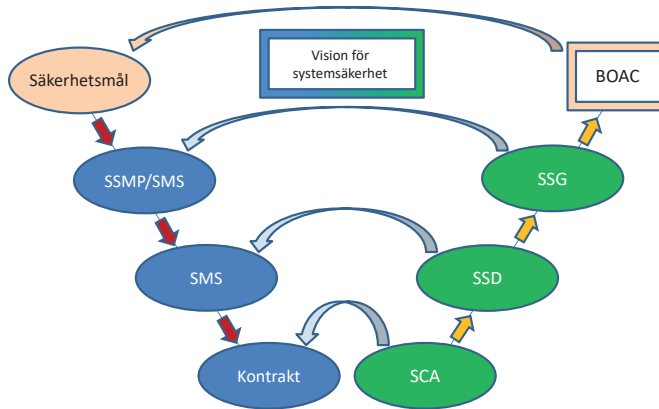 Vision för
systemsäkerhet
Säkerhetsmål
BOAC
SSMP/SMS
SSG
SMS
SSD
Kontrakt
SCA